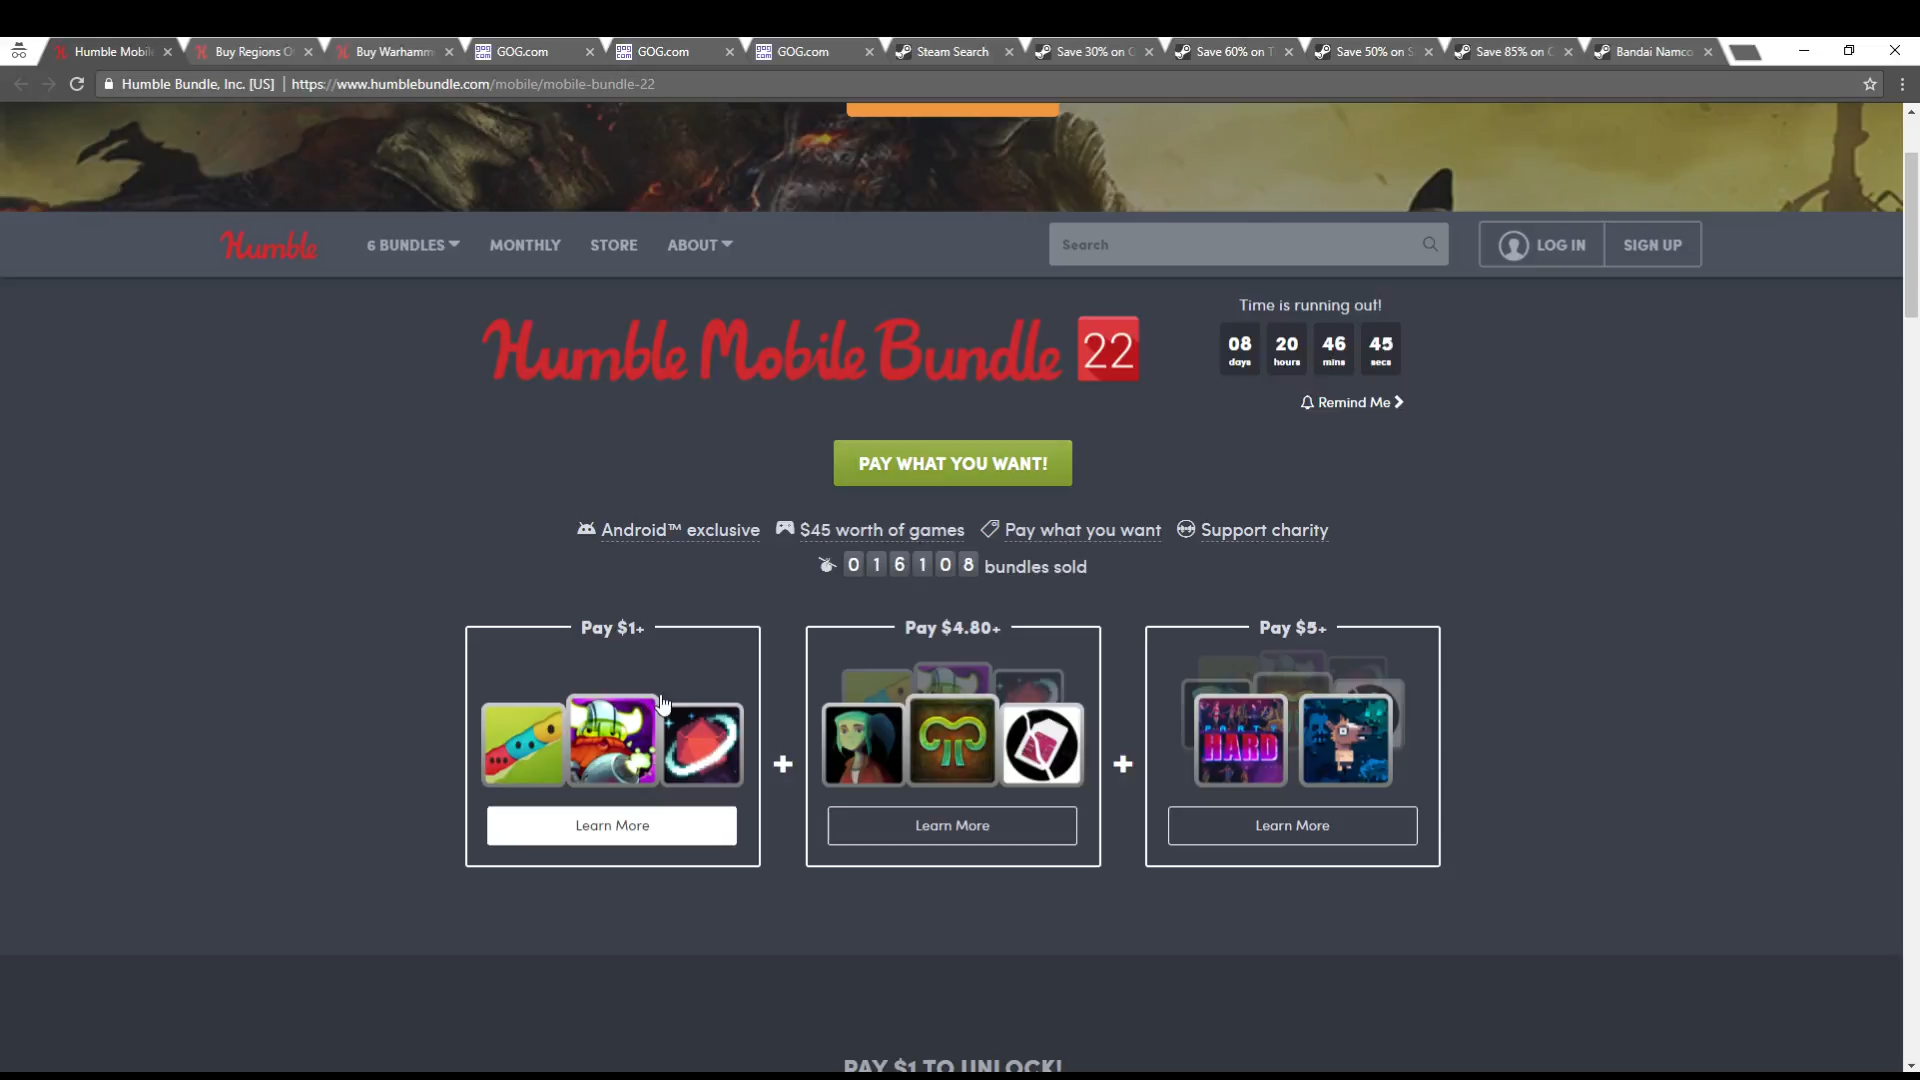 Humble Mobil
Buy Regions O
Buy Warhamm
GOG.com
GOG.com
GOG.com
Steam Search
Save 30% on
Save 60% on T
Save 50% on S
Save 85% on
Bandai Namco
Humble Bundle, Inc. [US] | https://www.humblebundle.com/mobile/mobile-bundle-22
Humble
6 BUNDLES
MONTHLY
STORE
ABOUT
Search
LOG IN
SIGN UP
Humble Mobile Bundle 22
Time is running out!
08 20 46 45
days hours mins secs
Remind Me
PAY WHAT YOU WANT!
Android™ exclusive
$45 worth of games
Pay what you want
Support charity
0 1 6 1 0 8 bundles sold
Pay $1+
Pay $4.80+
Pay $5+
PARTY
HARD
+
+
Learn More
Learn More
Learn More
PAY $1 TO UNLOCK!